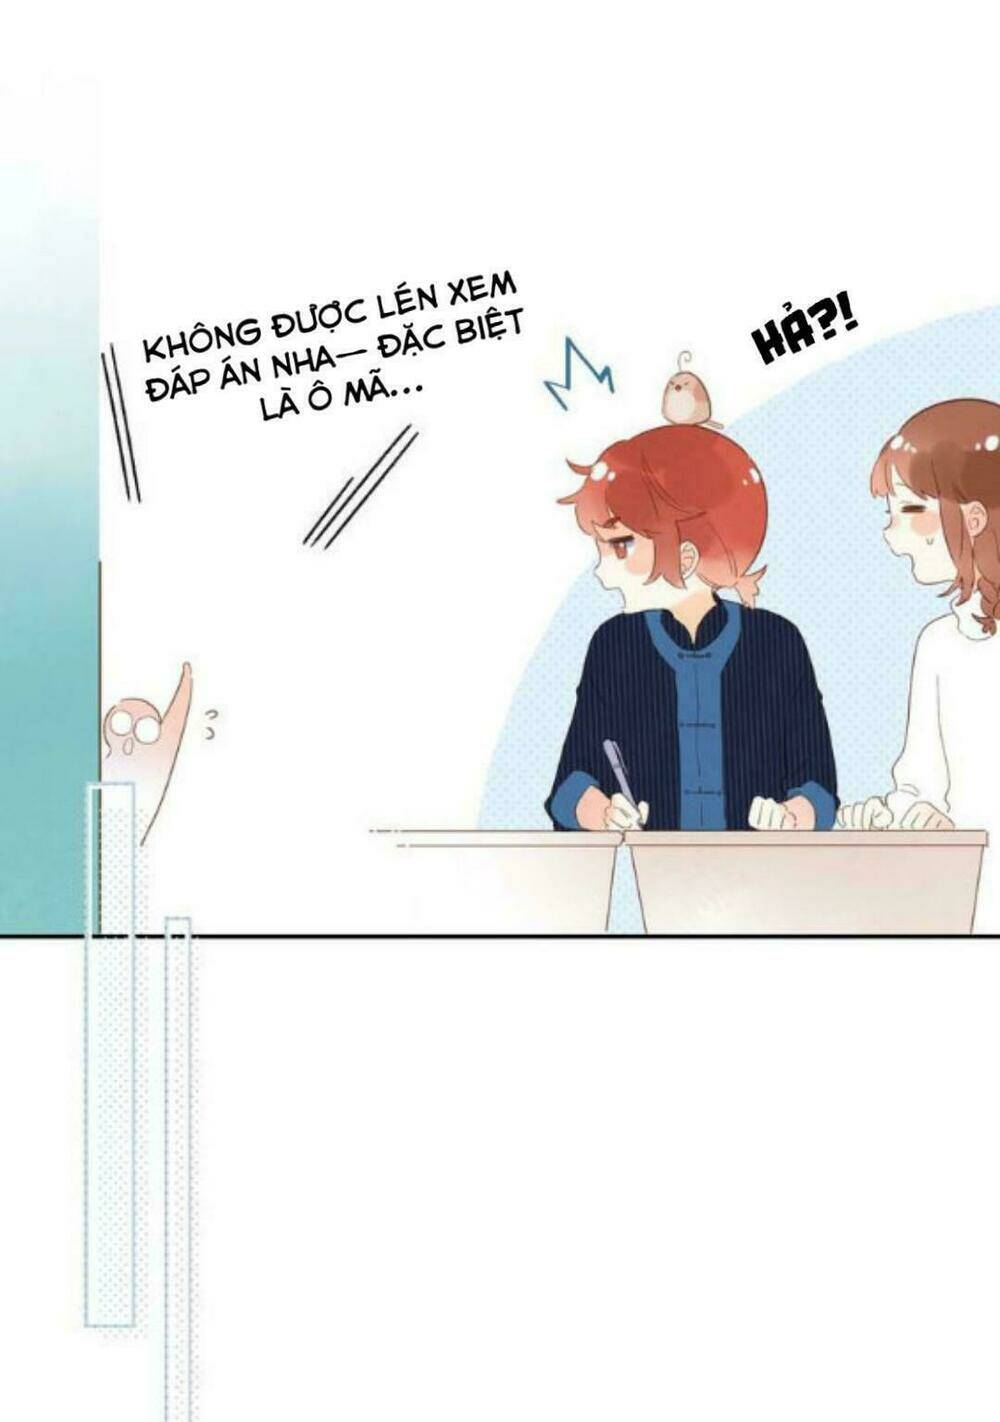 KHÔNG ĐƯỢC LÉN XEM
ĐÁP ÁN NHA— ĐẶC BIỆT
LÀ Ô MÃ...
HẢ?!